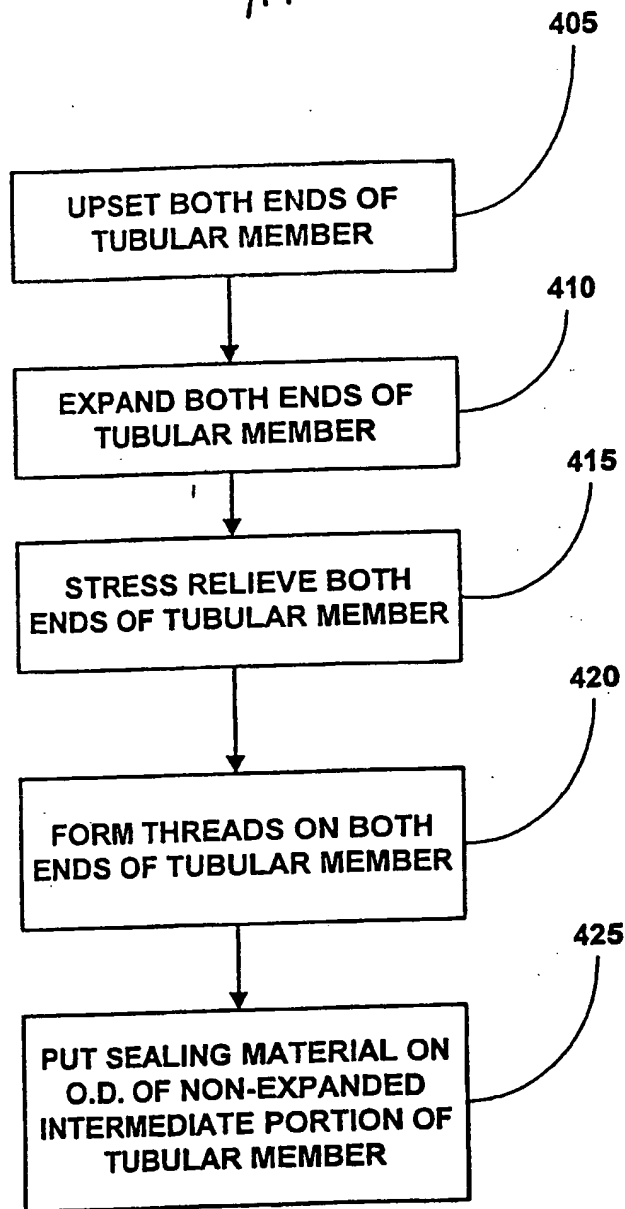 405
UPSET BOTH ENDS OF
TUBULAR MEMBER
410
EXPAND BOTH ENDS OF
TUBULAR MEMBER
415
STRESS RELIEVE BOTH
ENDS OF TUBULAR MEMBER
420
FORM THREADS ON BOTH
ENDS OF TUBULAR MEMBER
425
PUT SEALING MATERIAL ON
O.D. OF NON-EXPANDED
INTERMEDIATE PORTION OF
TUBULAR MEMBER